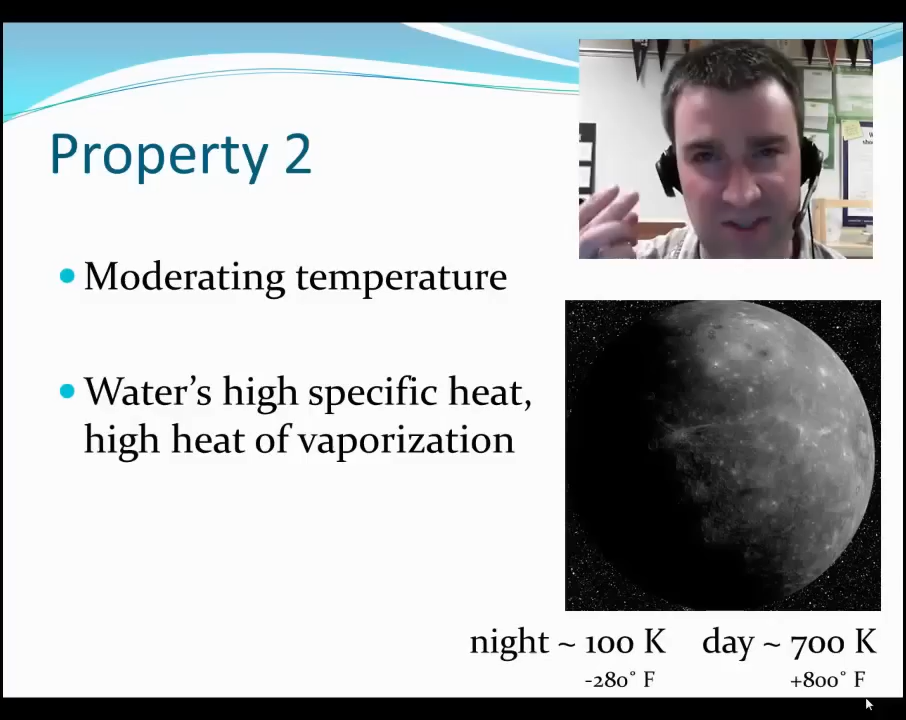 Property 2
• Moderating temperature
• Water's high specific heat,
high heat of vaporization
night ~ 100 K day ~ 700 K
-280° F +800° F